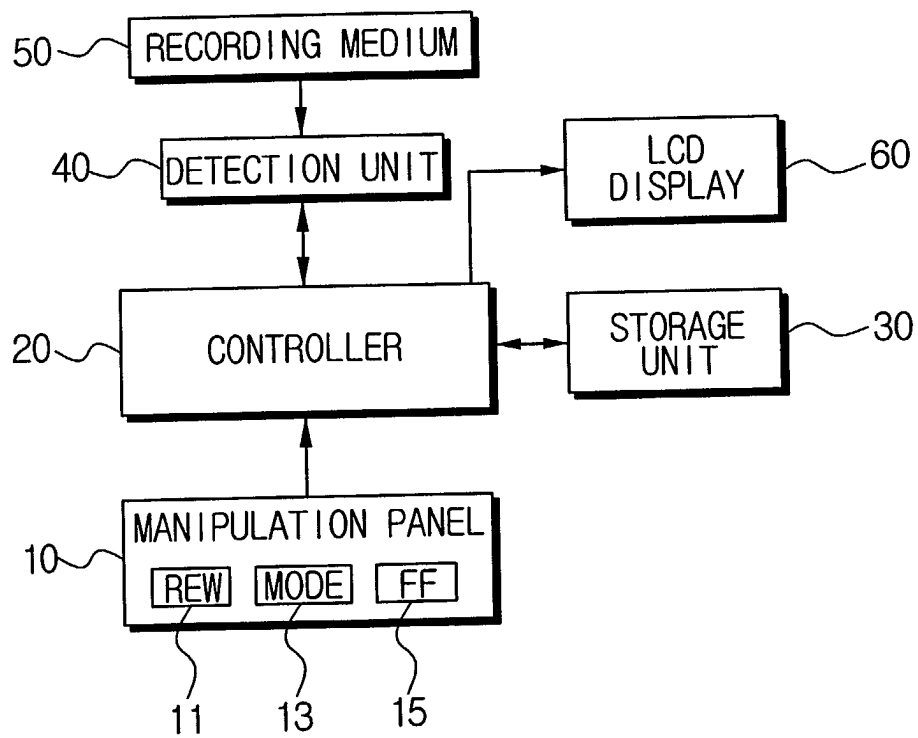 50
RECORDING MEDIUM
40
DETECTION UNIT
LCD
DISPLAY
60
20
CONTROLLER
STORAGE
UNIT
30
10
MANIPULATION PANEL
REW
MODE
FF
11
13
15